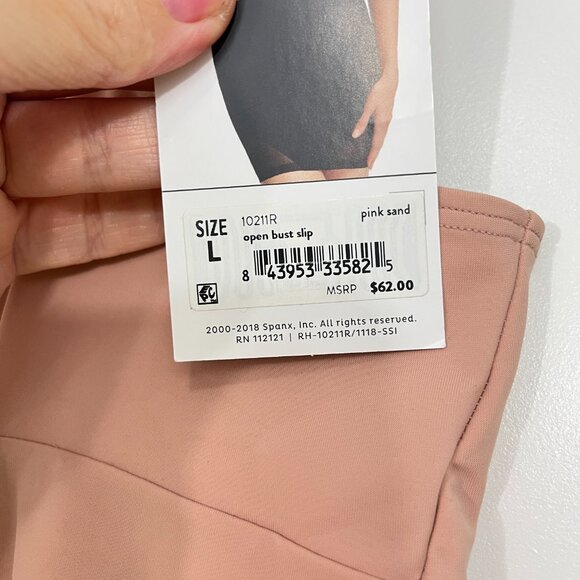 SIZE
L
10211R
pink sand
open bust slip
8 43953 33582 5
MSRP $62.00
2000-2018 Spanx, Inc. All rights reserved.
RN 112121 | RH-10211R/1118-SSI